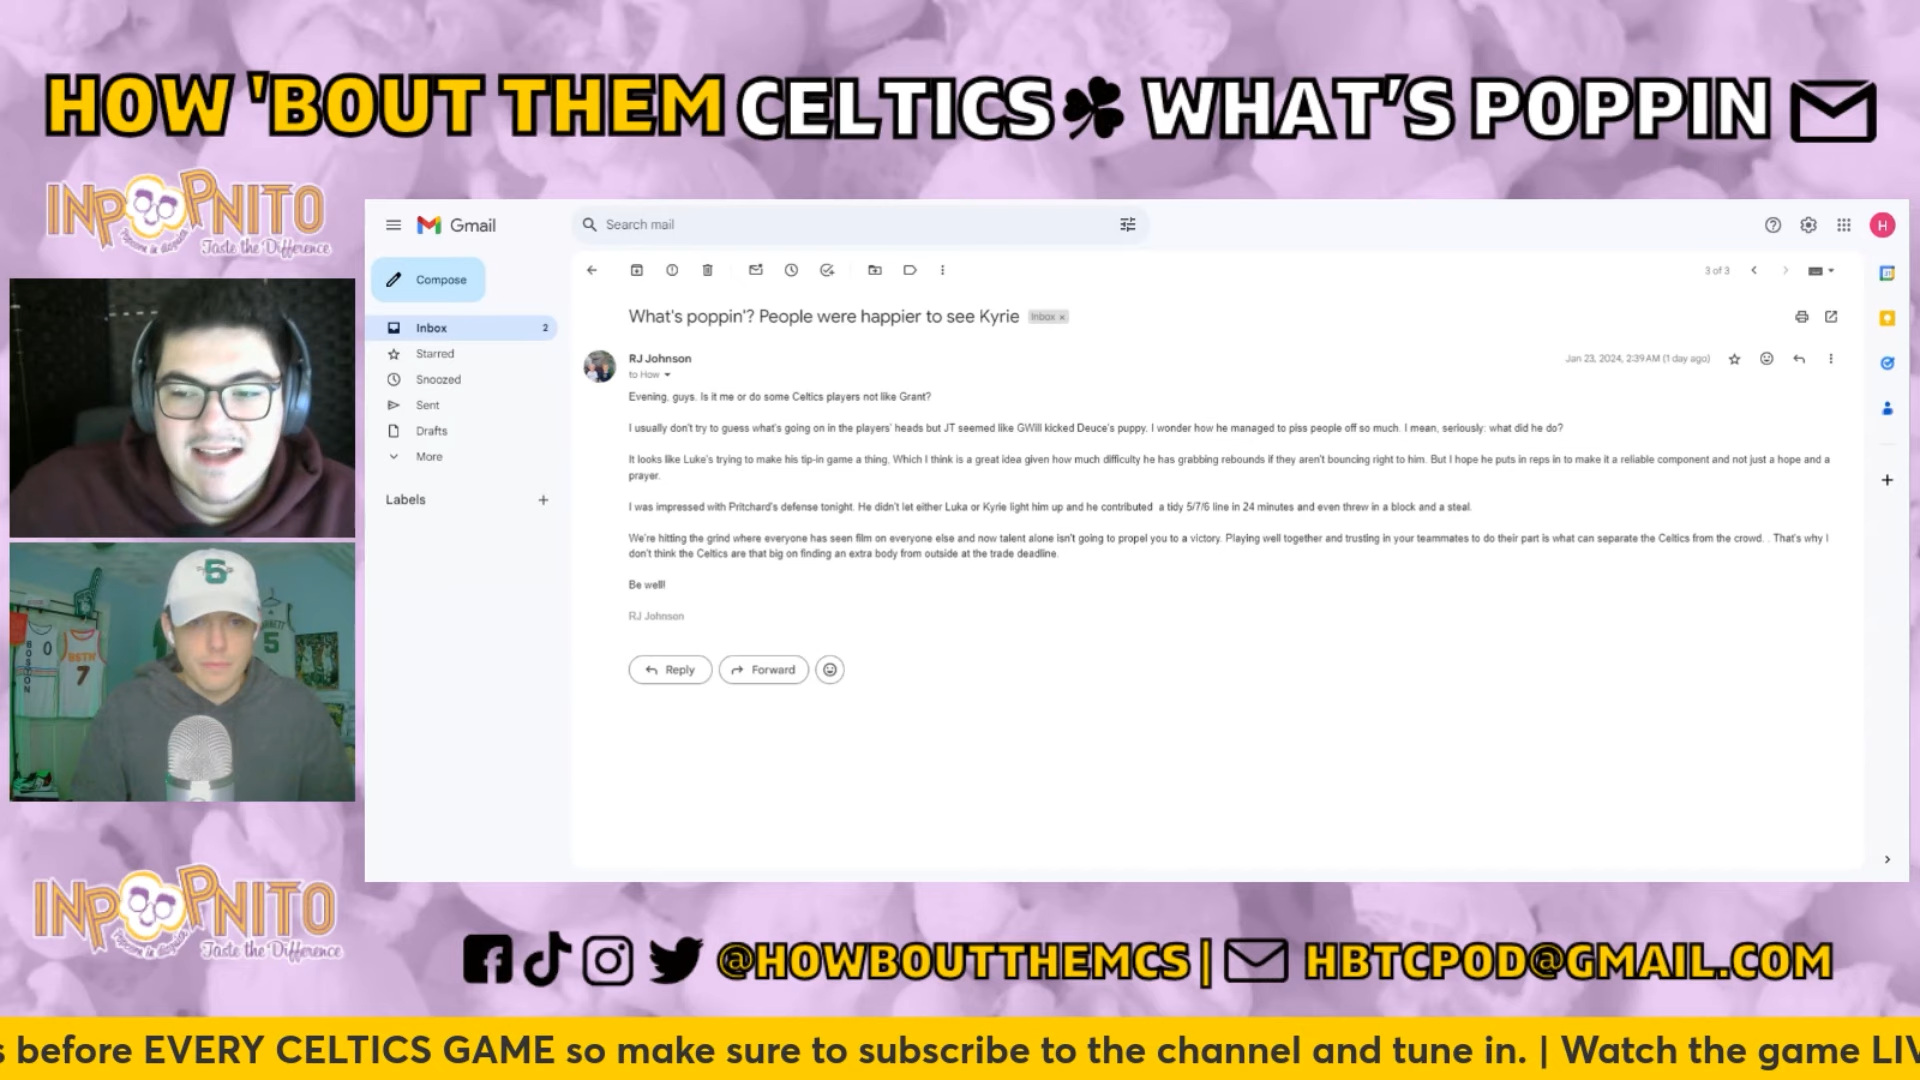 HOW 'BOUT THEM CELTICS WHAT'S POPPIN
INPOPNITO
Popcorn in disguise
Taste the Difference
Gmail
Search mail
H
Compose
3 of 3
Inbox 2
What's poppin'? People were happier to see Kyrie Inbox x
Starred
RJ Johnson
Jan 23, 2024, 2:39 AM (1 day ago)
to How
Snoozed
Evening, guys. Is it me or do some Celtics players not like Grant?
Sent
Drafts
I usually don't try to guess what's going on in the players' heads but JT seemed like GWill kicked Deuce's puppy. I wonder how he managed to piss people off so much. I mean, seriously: what did he do?
More
It looks like Luke's trying to make his tip-in game a thing, Which I think is a great idea given how much difficulty he has grabbing rebounds if they aren't bouncing right to him. But I hope he puts in reps in to make it a reliable component and not just a hope and a
prayer.
Labels
I was impressed with Pritchard's defense tonight. He didn't let either Luka or Kyrie light him up and he contributed a tidy 5/7/6 line in 24 minutes and even threw in a block and a steal.
We're hitting the grind where everyone has seen film on everyone else and now talent alone isn't going to propel you to a victory. Playing well together and trusting in your teammates to do their part is what can separate the Celtics from the crowd. . That's why I
don't think the Celtics are that big on finding an extra body from outside at the trade deadline.
Be well!
RJ Johnson
Reply
Forward
5
BOSTON
0
BSTN
7
5
INPOPNITO
Taste the Difference
@HOWBOUTTHEMCS | HBTCPOD@GMAIL.COM
s before EVERY CELTICS GAME so make sure to subscribe to the channel and tune in. | Watch the game LIV